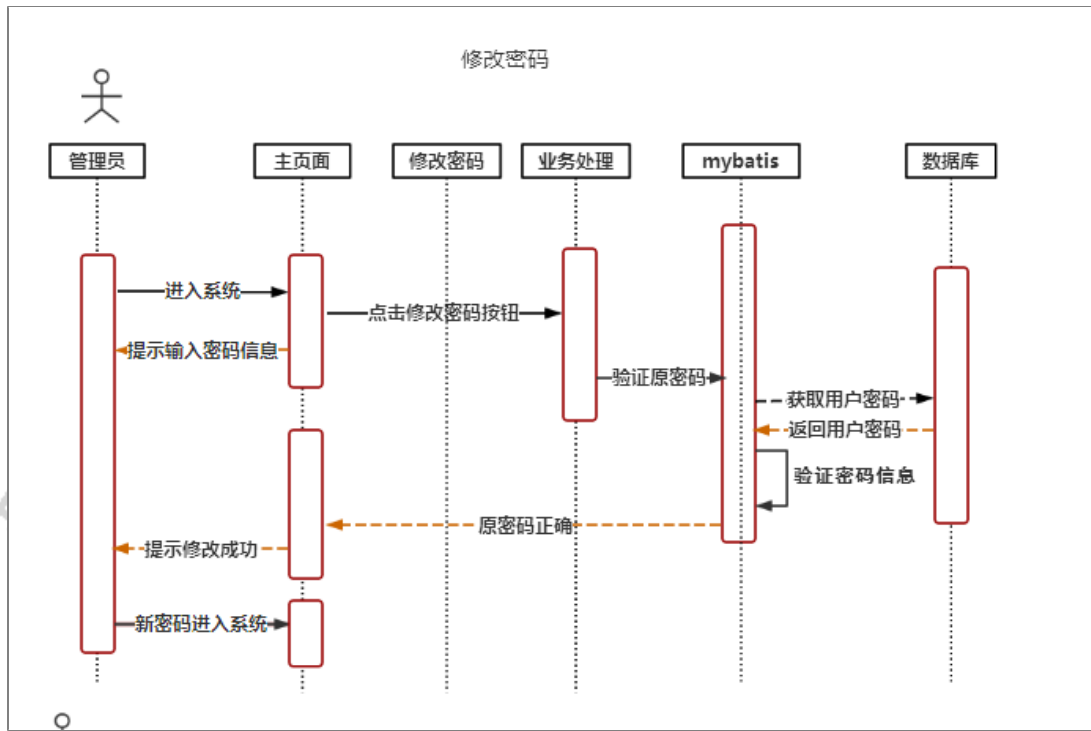 修改密码
管理员
主页面
修改密码
业务处理
mybatis
数据库
进入系统
点击修改密码按钮
提示输入密码信息
验证原密码
获取用户密码
返回用户密码
验证密码信息
原密码正确
提示修改成功
新密码进入系统